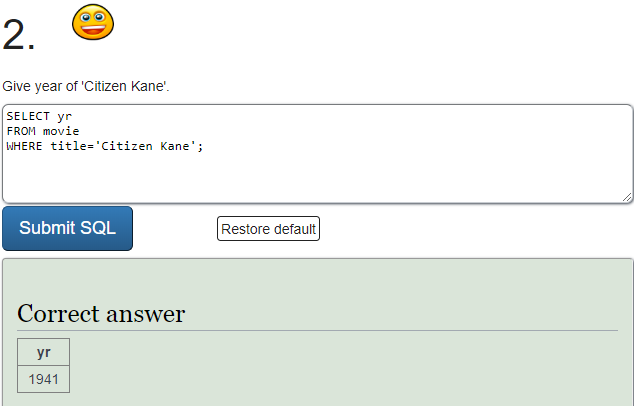 2.
Give year of 'Citizen Kane'.
SELECT yr
FROM movie
WHERE title='Citizen Kane';
Submit SQL
Restore default
Correct answer
yr
1941